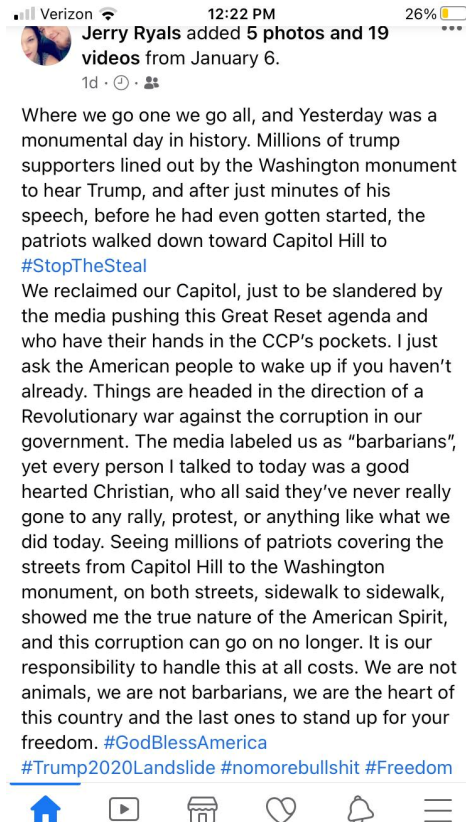 Verizon 12:22 PM 26%
Jerry Ryals added 5 photos and 19
videos from January 6.
1d
Where we go one we go all, and Yesterday was a
monumental day in history. Millions of trump
supporters lined out by the Washington monument
to hear Trump, and after just minutes of his
speech, before he had even gotten started, the
patriots walked down toward Capitol Hill to
#StopTheSteal
We reclaimed our Capitol, just to be slandered by
the media pushing this Great Reset agenda and
who have their hands in the CCP's pockets. I just
ask the American people to wake up if you haven't
already. Things are headed in the direction of a
Revolutionary war against the corruption in our
government. The media labeled us as “barbarians”,
yet every person I talked to today was a good
hearted Christian, who all said they've never really
gone to any rally, protest, or anything like what we
did today. Seeing millions of patriots covering the
streets from Capitol Hill to the Washington
monument, on both streets, sidewalk to sidewalk,
showed me the true nature of the American Spirit,
and this corruption can go on no longer. It is our
responsibility to handle this at all costs. We are not
animals, we are not barbarians, we are the heart of
this country and the last ones to stand up for your
freedom. #GodBlessAmerica
#Trump2020Landslide #nomorebullshit #Freedom